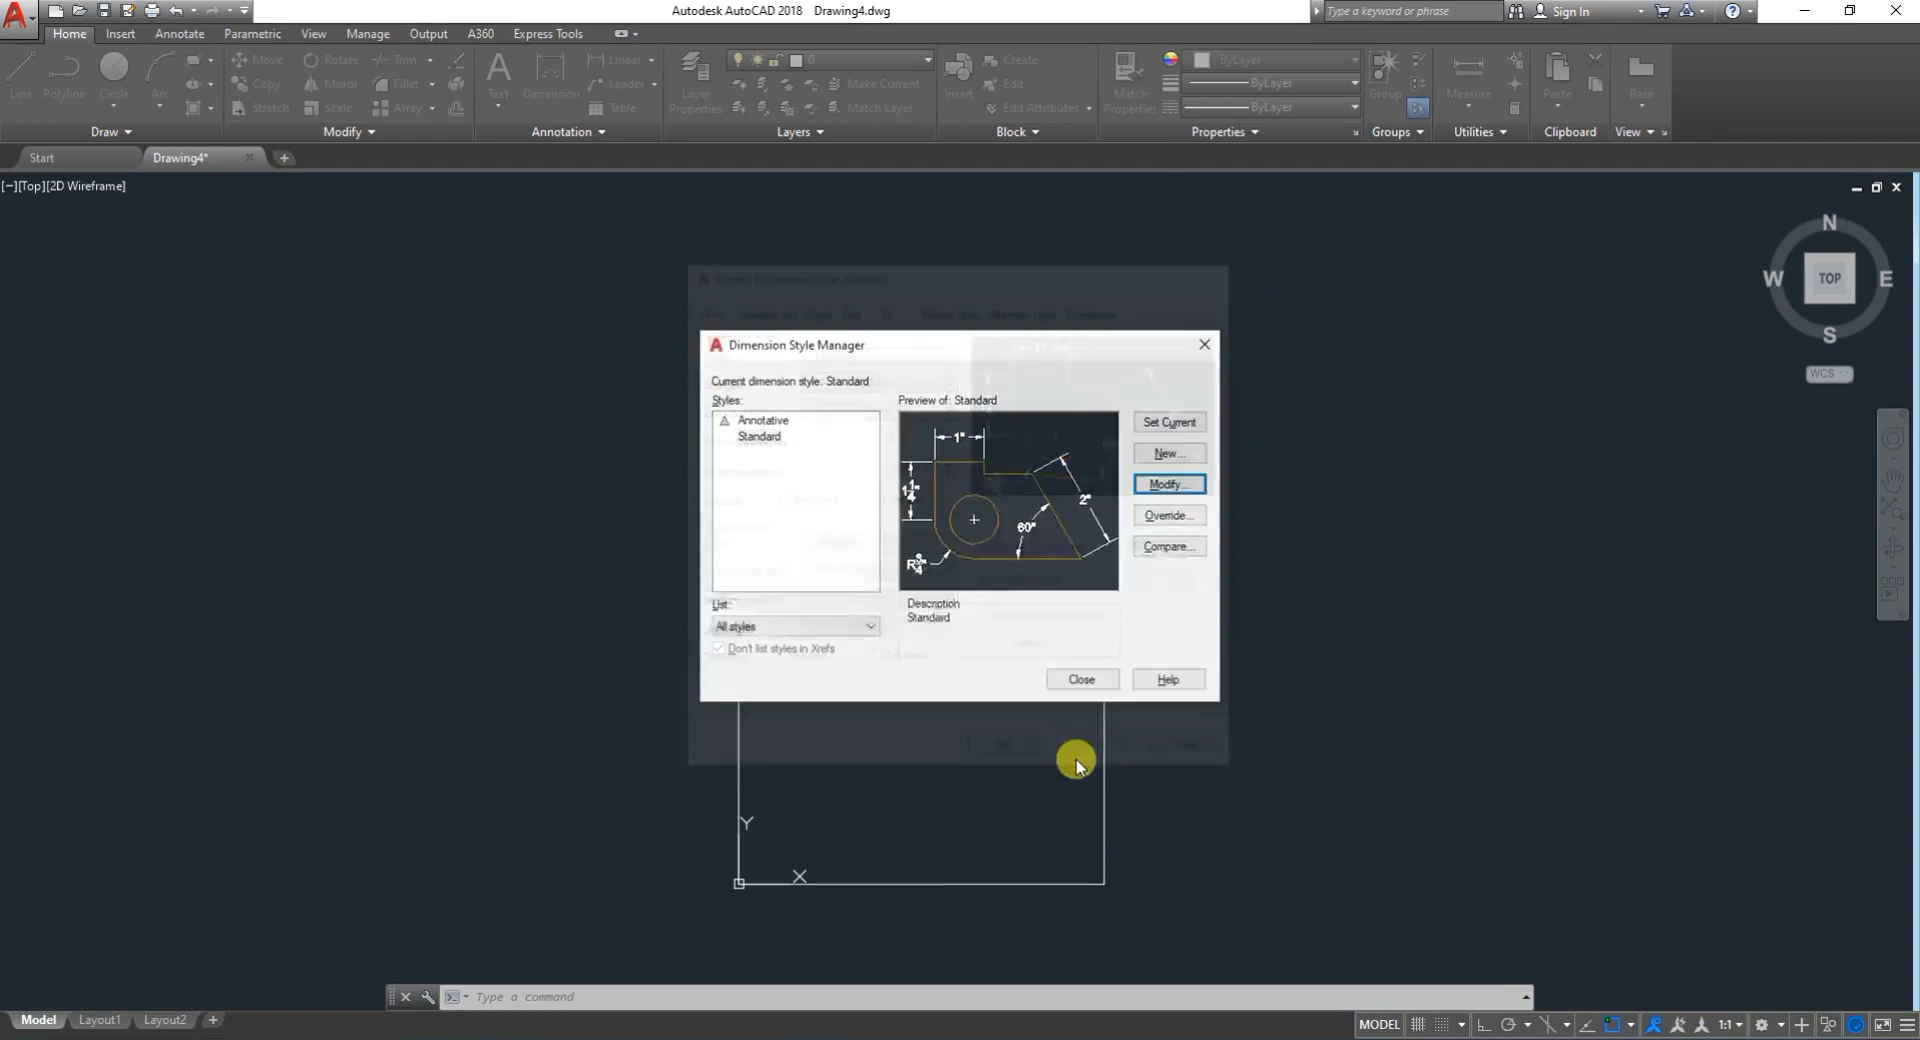 Autodesk AutoCAD 2018 Drawing4.dwg
Type a keyword or phrase
Sign In
Home Insert Annotate Parametric View Manage Output A360 Express Tools
Line Polyline Circle Arc
Move Rotate Trim
Copy Mirror Fillet
Stretch Scale Array
Text Dimension
Linear
Leader
Table
Layer Properties
0
Make Current
Match Layer
Insert
Create
Edit
Edit Attributes
Match Properties
ByLayer
ByLayer
ByLayer
Group
Measure
Paste
Base
Draw Modify Annotation Layers Block Properties Groups Utilities Clipboard View
Start Drawing4*
[−][Top][2D Wireframe]
N
W TOP E
S
WCS
Dimension Style Manager
Current dimension style: Standard
Styles:
Annotative
Standard
Preview of: Standard
1"
1 1/4"
2"
60°
R3/4"
Set Current
New...
Modify...
Override...
Compare...
List:
All styles
Don't list styles in Xrefs
Description
Standard
Close Help
Y
X
Type a command
Model Layout1 Layout2
MODEL 1:1